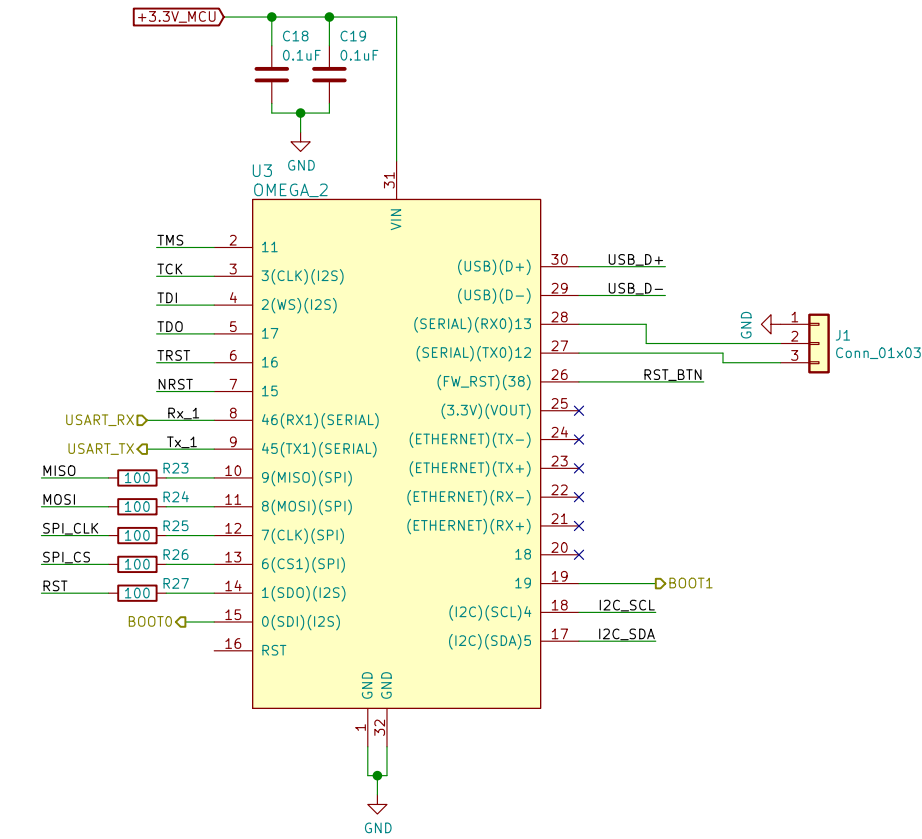 +3.3V_MCU
C18
0.1uF
C19
0.1uF
GND
U3
OMEGA_2
31
VIN
TMS 2 11
TCK 3 3(CLK)(I2S)
TDI 4 2(WS)(I2S)
TDO 5 17
TRST 6 16
NRST 7 15
USART_RX Rx_1 8 46(RX1)(SERIAL)
USART_TX Tx_1 9 45(TX1)(SERIAL)
MISO 100 R23 10 9(MISO)(SPI)
MOSI 100 R24 11 8(MOSI)(SPI)
SPI_CLK 100 R25 12 7(CLK)(SPI)
SPI_CS 100 R26 13 6(CS1)(SPI)
RST 100 R27 14 1(SDO)(I2S)
BOOT0 15 0(SDI)(I2S)
16 RST
(USB)(D+) 30 USB_D+
(USB)(D-) 29 USB_D-
(SERIAL)(RX0)13 28
(SERIAL)(TX0)12 27
(FW_RST)(38) 26 RST_BTN
(3.3V)(VOUT) 25
(ETHERNET)(TX-) 24
(ETHERNET)(TX+) 23
(ETHERNET)(RX-) 22
(ETHERNET)(RX+) 21
18 20
19 19 BOOT1
(I2C)(SCL)4 18 I2C_SCL
(I2C)(SDA)5 17 I2C_SDA
GND 1
2
3
J1
Conn_01x03
GND
GND
1
32
GND